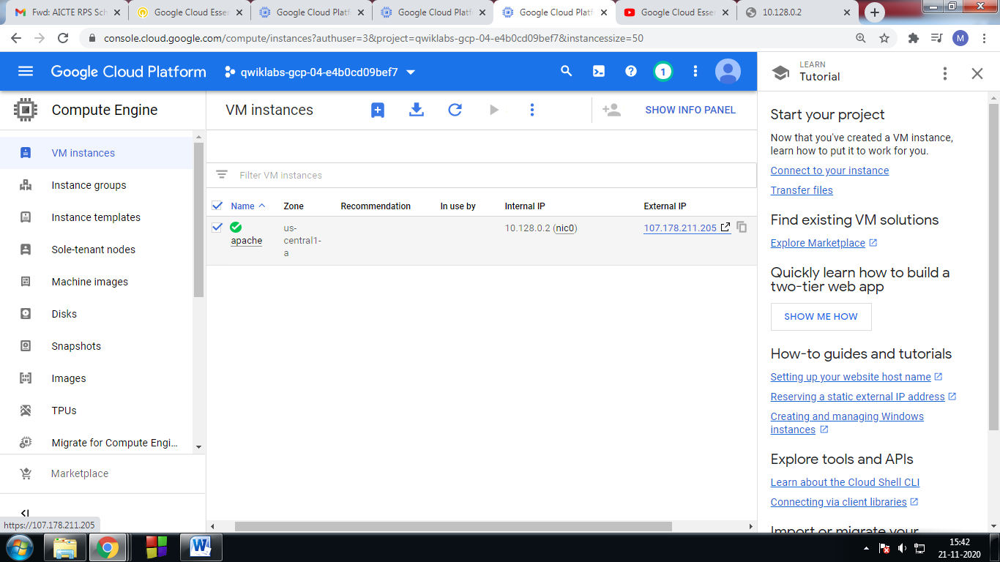 Fwd: AICTE RPS Sch
Google Cloud Essen
Google Cloud Platf
Google Cloud Platf
Google Cloud Platf
Google Cloud Essen
10.128.0.2
console.cloud.google.com/compute/instances?authuser=3&project=qwiklabs-gcp-04-e4b0cd09bef7&instancessize=50
M
Google Cloud Platform
qwiklabs-gcp-04-e4b0cd09bef7
1
LEARN
Tutorial
Compute Engine
VM instances
SHOW INFO PANEL
VM instances
Instance groups
Instance templates
Sole-tenant nodes
Machine images
Disks
Snapshots
Images
TPUs
Migrate for Compute Engi...
Marketplace
https://107.178.211.205
Filter VM instances
Name Zone Recommendation In use by Internal IP External IP
apache us-central1-a 10.128.0.2 (nic0) 107.178.211.205
Start your project
Now that you've created a VM instance,
learn how to put it to work for you.
Connect to your instance
Transfer files
Find existing VM solutions
Explore Marketplace
Quickly learn how to build a
two-tier web app
SHOW ME HOW
How-to guides and tutorials
Setting up your website host name
Reserving a static external IP address
Creating and managing Windows
instances
Explore tools and APIs
Learn about the Cloud Shell CLI
Connecting via client libraries
Import or migrate your
15:42
21-11-2020